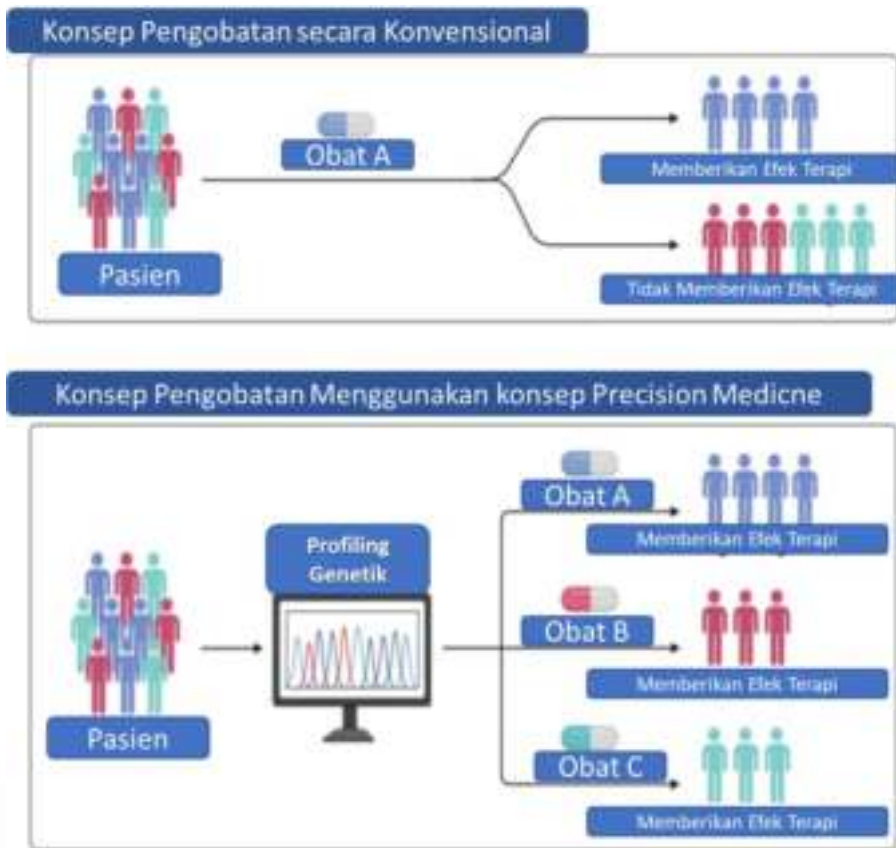 Konsep Pengobatan secara Konvensional
Obat A
Memberikan Efek Terapi
Pasien
Tidak Memberikan Efek Terapi
Konsep Pengobatan Menggunakan konsep Precision Medicne
Obat A
Memberikan Efek Terapi
Profiling
Genetik
Obat B
Memberikan Efek Terapi
Pasien
Obat C
Memberikan Efek Terapi